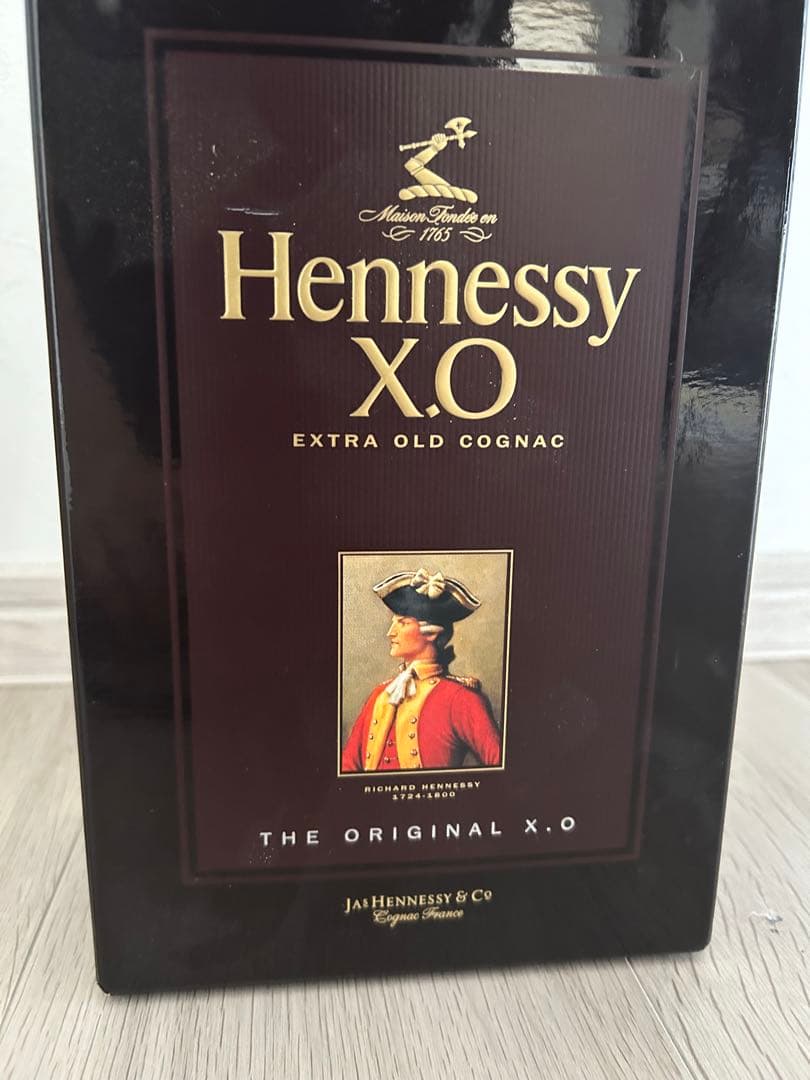 Maison Fondée en
1765
Hennessy
X.O
EXTRA OLD COGNAC
RICHARD HENNESSY
1724-1800
THE ORIGINAL X.O
JAS HENNESSY & CO
Cognac France